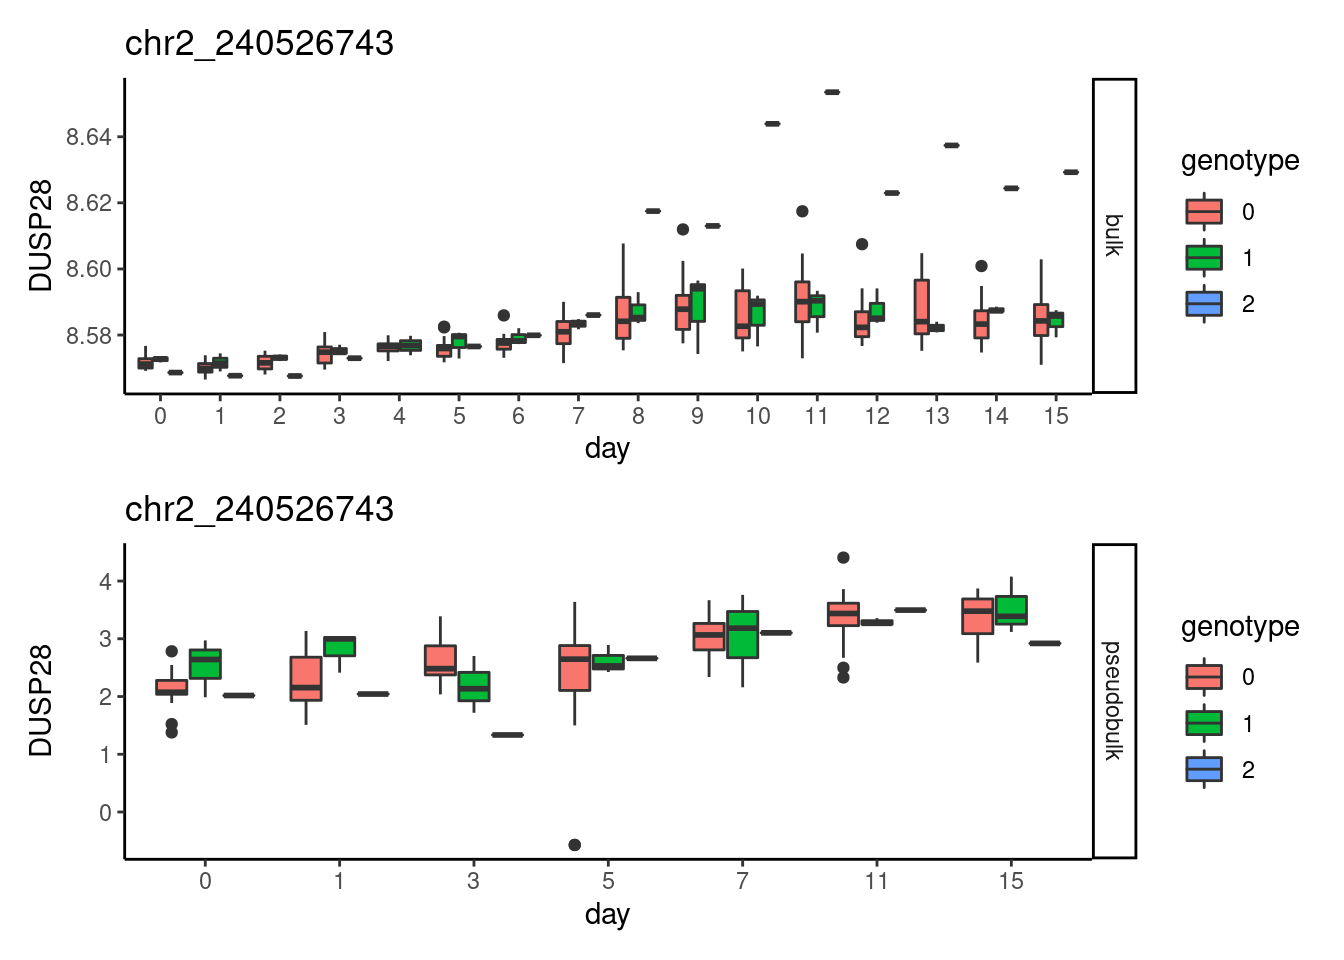 chr2_240526743
8.64
8.62
8.60
8.58
DUSP28
0 1 2 3 4 5 6 7 8 9 10 11 12 13 14 15
day
bulk
genotype
0
1
2
chr2_240526743
4
3
2
1
0
DUSP28
0 1 3 5 7 11 15
day
pseudobulk
genotype
0
1
2